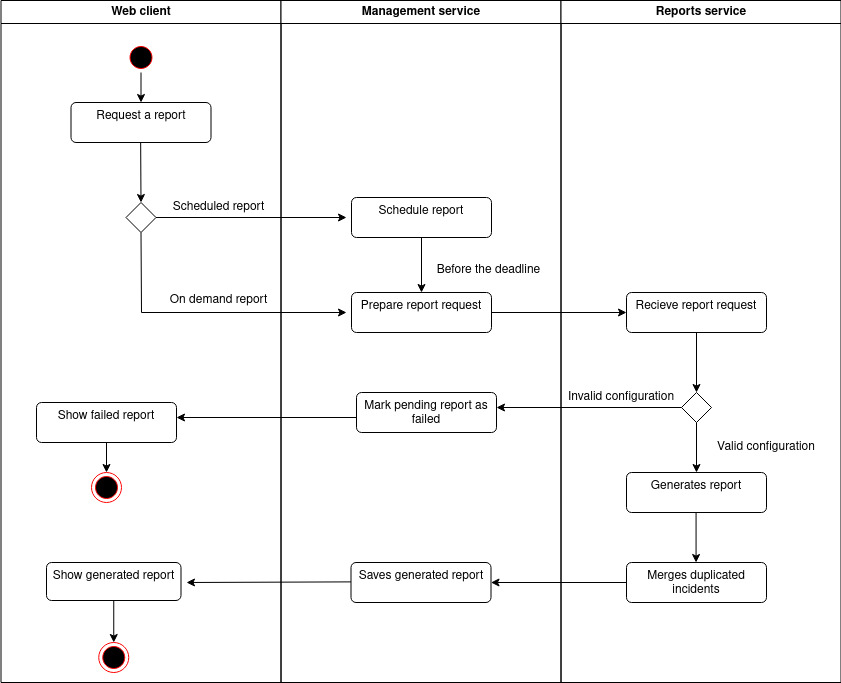 Web client
Management service
Reports service
Request a report
Scheduled report
Schedule report
Before the deadline
On demand report
Prepare report request
Recieve report request
Invalid configuration
Mark pending report as
failed
Show failed report
Valid configuration
Generates report
Show generated report
Saves generated report
Merges duplicated
incidents